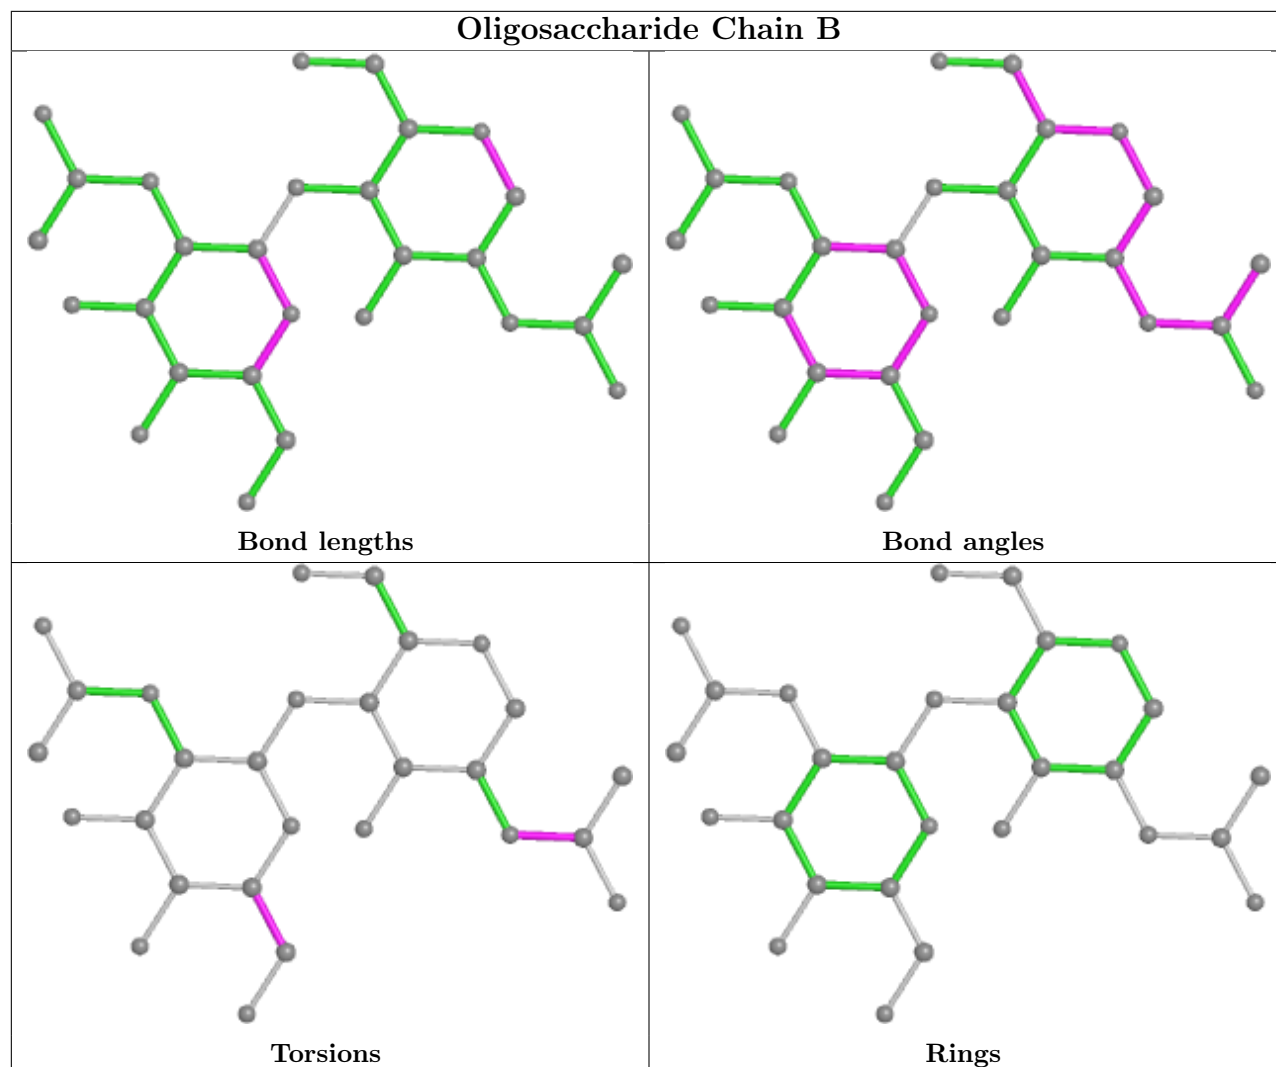 Oligosaccharide Chain B
Bond lengths
Bond angles
Torsions
Rings